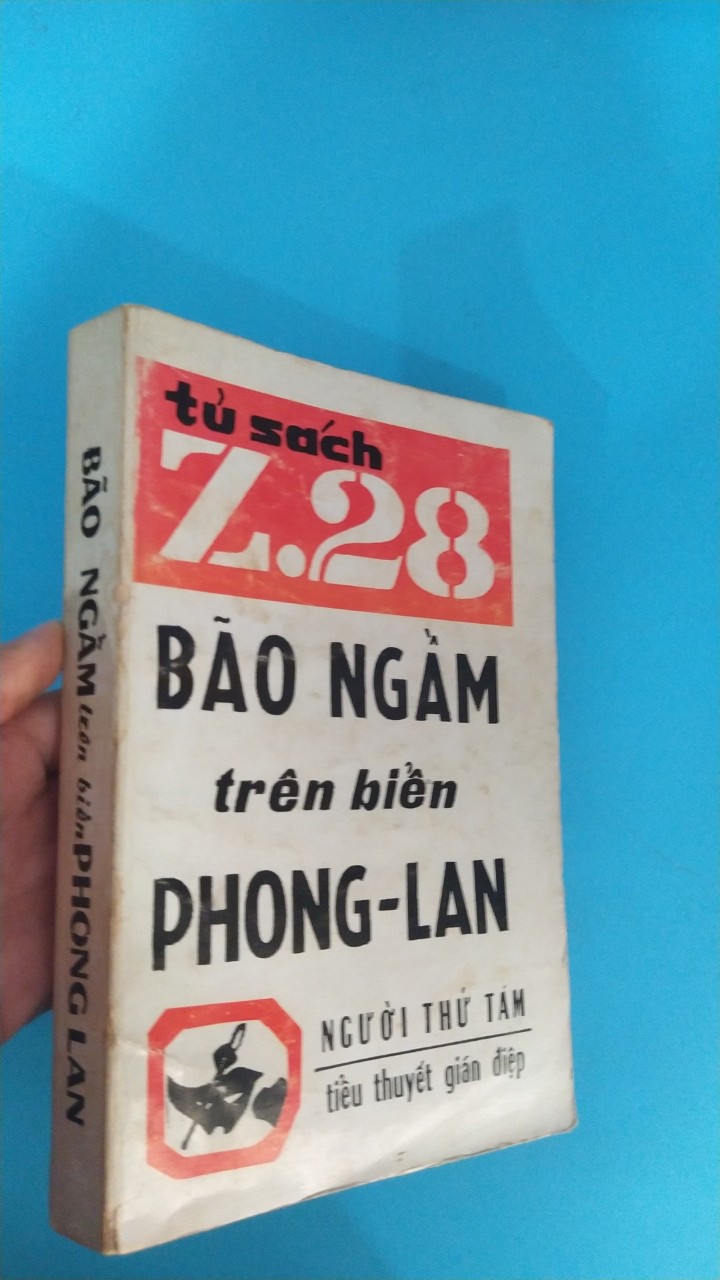 tủ sách
Z.28
BÃO NGẦM
trên biển
PHONG-LAN
NGƯỜI THỨ TÁM
tiểu thuyết gián điệp
BÃO NGẦM trên biển PHONG LAN